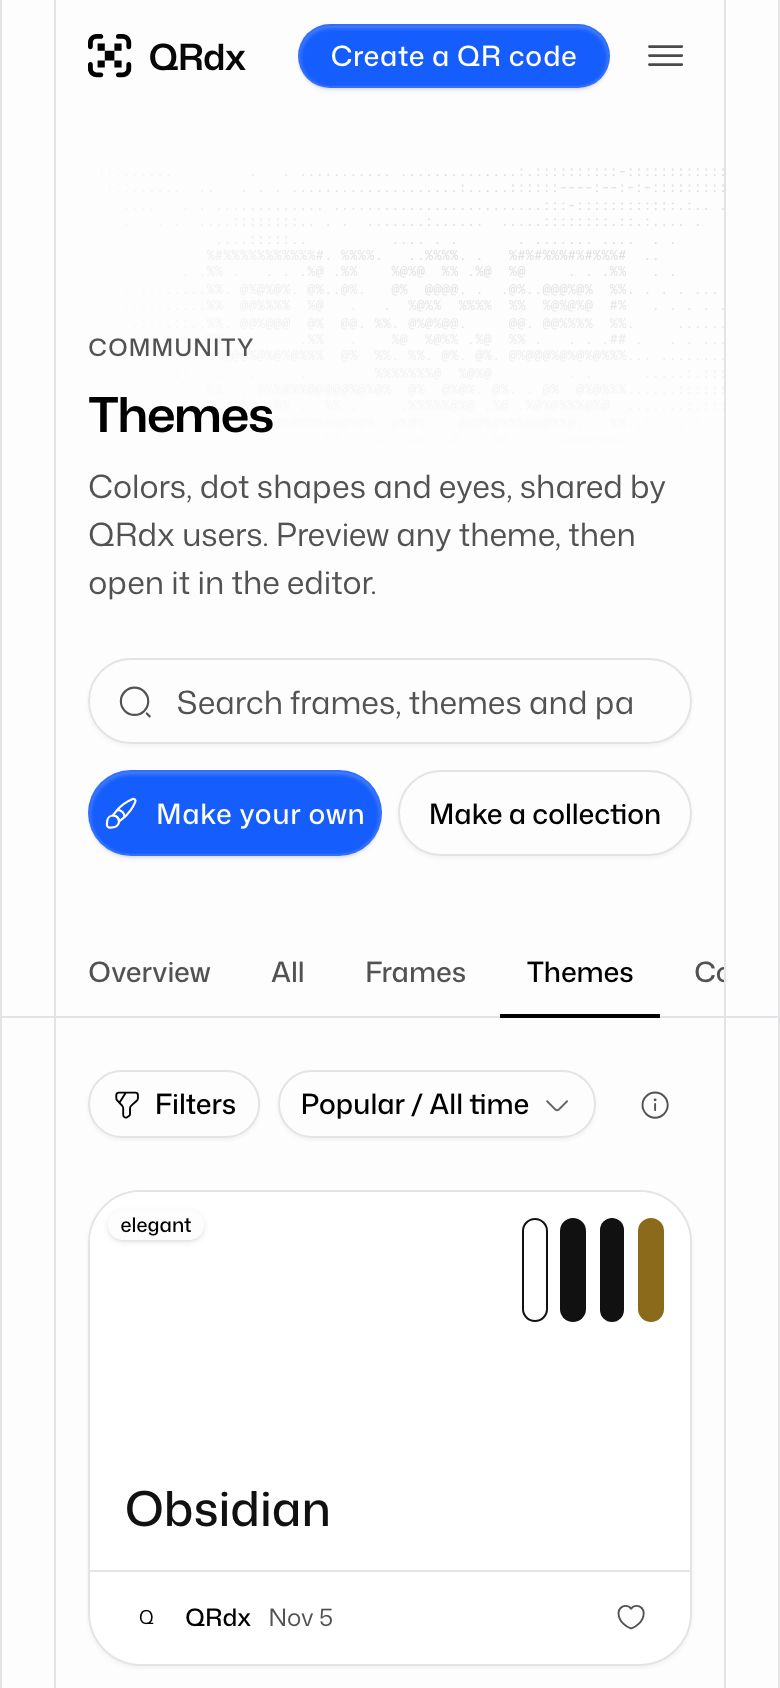 QRdx
Create a QR code
COMMUNITY
Themes
Colors, dot shapes and eyes, shared by
QRdx users. Preview any theme, then
open it in the editor.
Search frames, themes and pa
Make your own
Make a collection
Overview All Frames Themes Co
Filters
Popular / All time
elegant
Obsidian
Q QRdx Nov 5